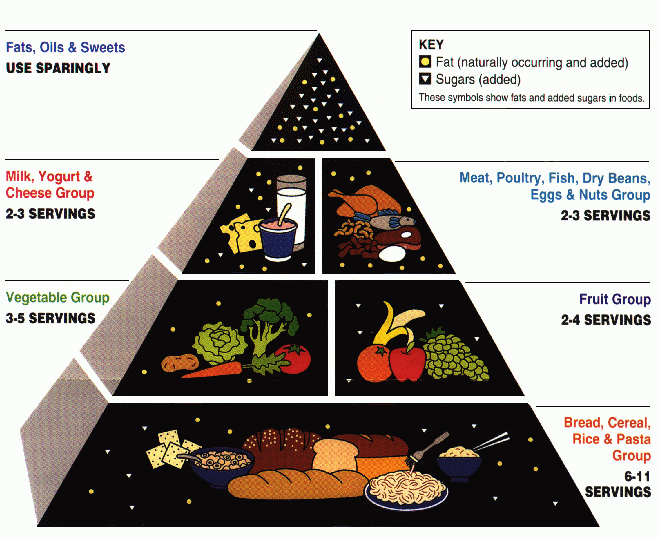 Fats, Oils & Sweets
USE SPARINGLY
KEY
Fat (naturally occurring and added)
Sugars (added)
These symbols show fats and added sugars in foods.
Milk, Yogurt &
Cheese Group
2-3 SERVINGS
Meat, Poultry, Fish, Dry Beans,
Eggs & Nuts Group
2-3 SERVINGS
Vegetable Group
3-5 SERVINGS
Fruit Group
2-4 SERVINGS
Bread, Cereal,
Rice & Pasta
Group
6-11
SERVINGS